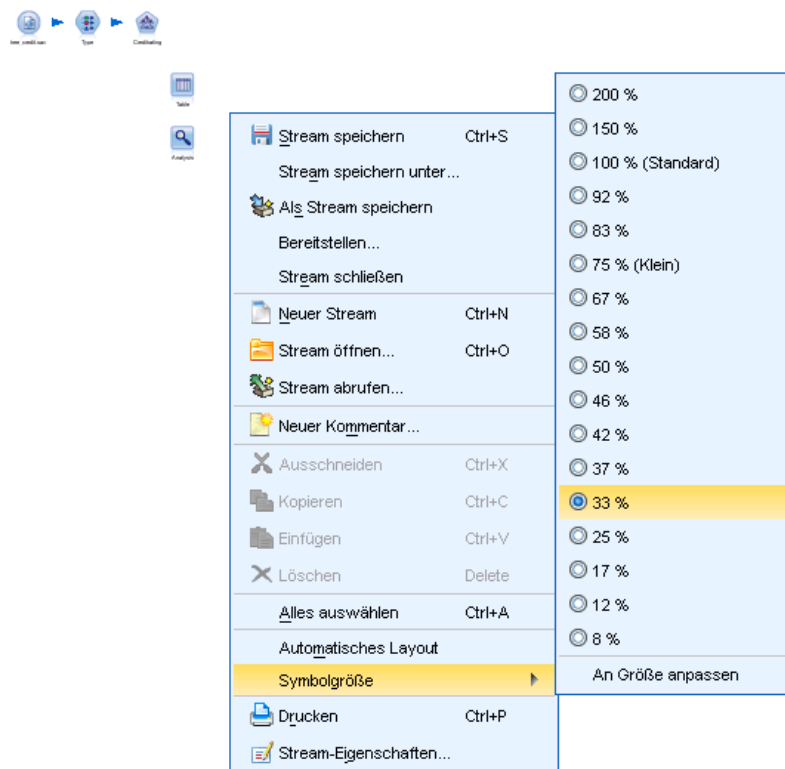 tree_credit.sav
Type
Creditrating
Table
Analysis
Stream speichern Ctrl+S
Stream speichern unter...
Als Stream speichern
Bereitstellen...
Stream schließen
Neuer Stream Ctrl+N
Stream öffnen... Ctrl+O
Stream abrufen...
Neuer Kommentar...
Ausschneiden Ctrl+X
Kopieren Ctrl+C
Einfügen Ctrl+V
Löschen Delete
Alles auswählen Ctrl+A
Automatisches Layout
Symbolgröße
Drucken Ctrl+P
Stream-Eigenschaften...
200 %
150 %
100 % (Standard)
92 %
83 %
75 % (Klein)
67 %
58 %
50 %
46 %
42 %
37 %
33 %
25 %
17 %
12 %
8 %
An Größe anpassen